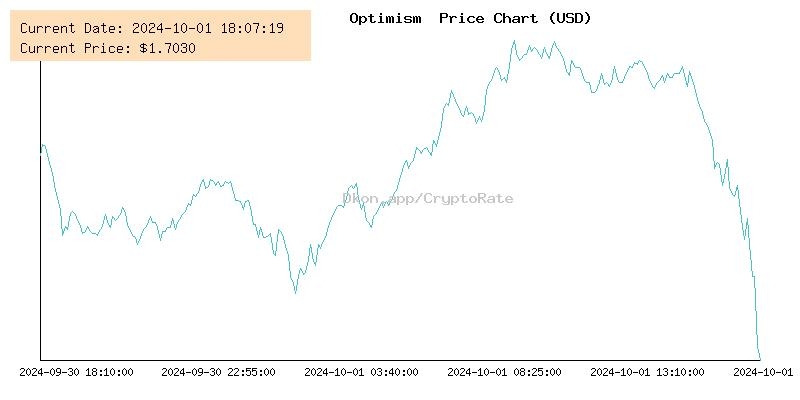 Optimism Price Chart (USD)
Current Date: 2024-10-01 18:07:19
Current Price: $1.7030
Dkon.app/CryptoRate
2024-09-30 18:10:00 2024-09-30 22:55:00 2024-10-01 03:40:00 2024-10-01 08:25:00 2024-10-01 13:10:00 2024-10-01